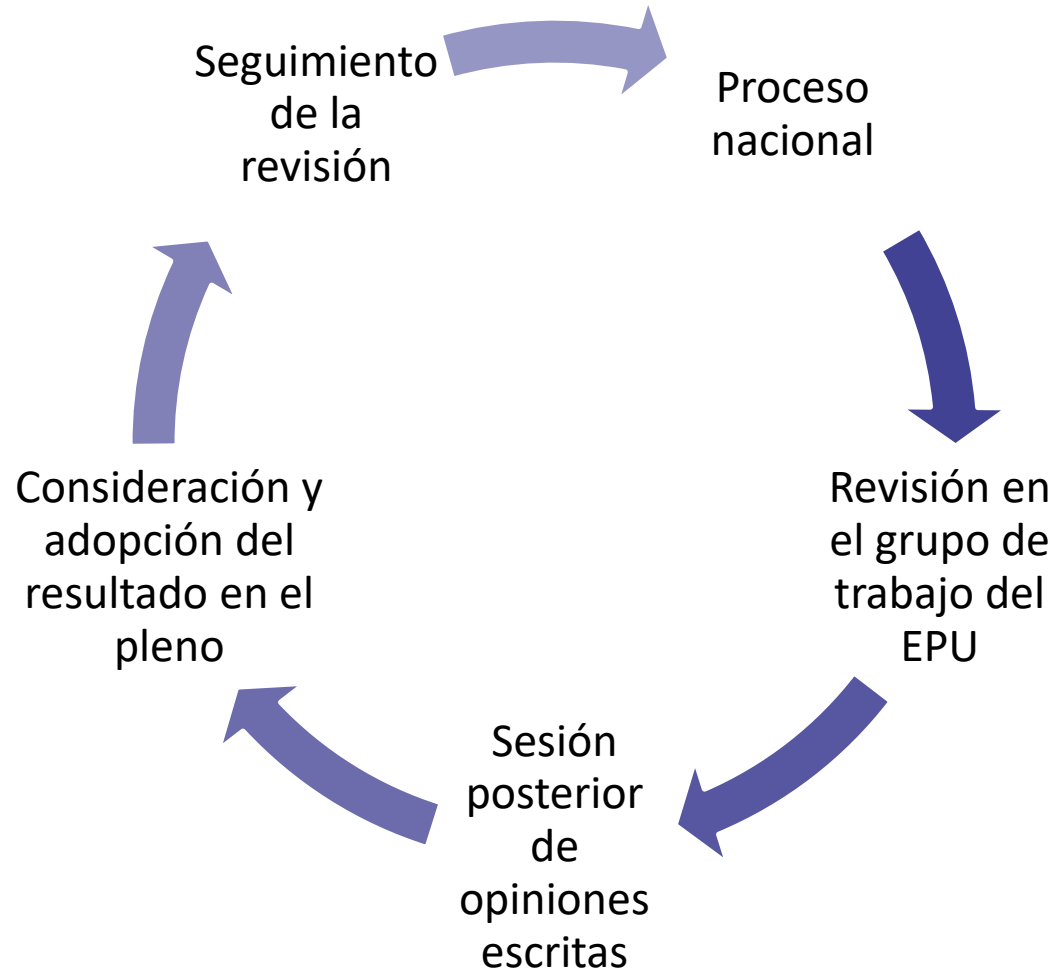 Seguimiento
de la
revisión
Proceso
nacional
Revisión en
el grupo de
trabajo del
EPU
Sesión
posterior
de
opiniones
escritas
Consideración y
adopción del
resultado en el
pleno